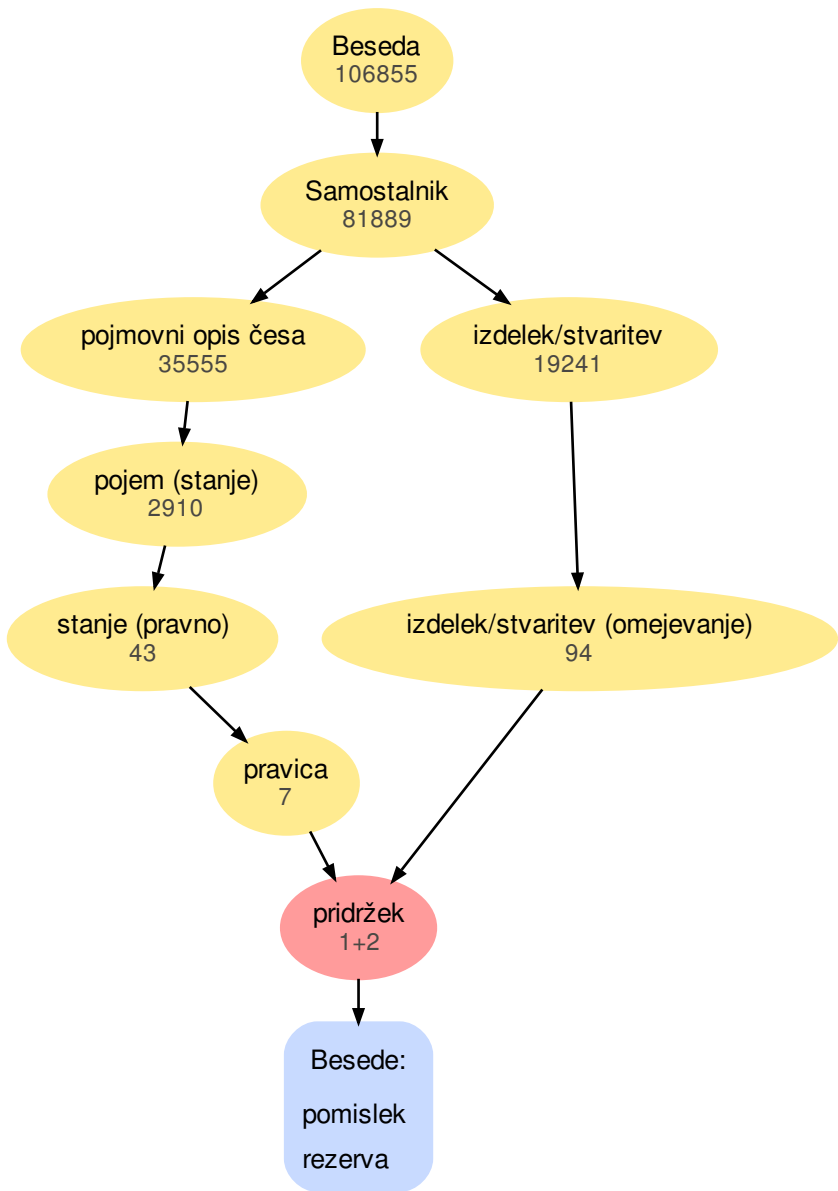 Beseda
106855
Samostalnik
81889
pojmovni opis česa
35555
izdelek/stvaritev
19241
pojem (stanje)
2910
stanje (pravno)
43
izdelek/stvaritev (omejevanje)
94
pravica
7
pridržek
1+2
Besede:
pomislek
rezerva